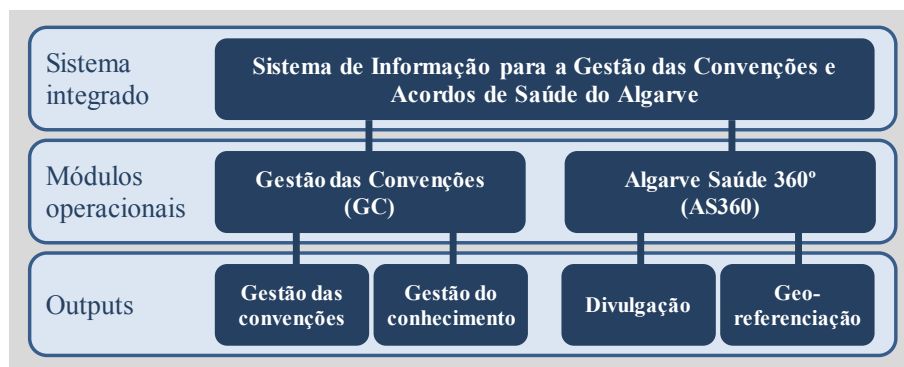 Sistema
integrado
Sistema de Informação para a Gestão das Convenções e
Acordos de Saúde do Algarve
Módulos
operacionais
Gestão das Convenções
(GC)
Algarve Saúde 360º
(AS360)
Outputs
Gestão das
convenções
Gestão do
conhecimento
Divulgação
Geo-
referenciação